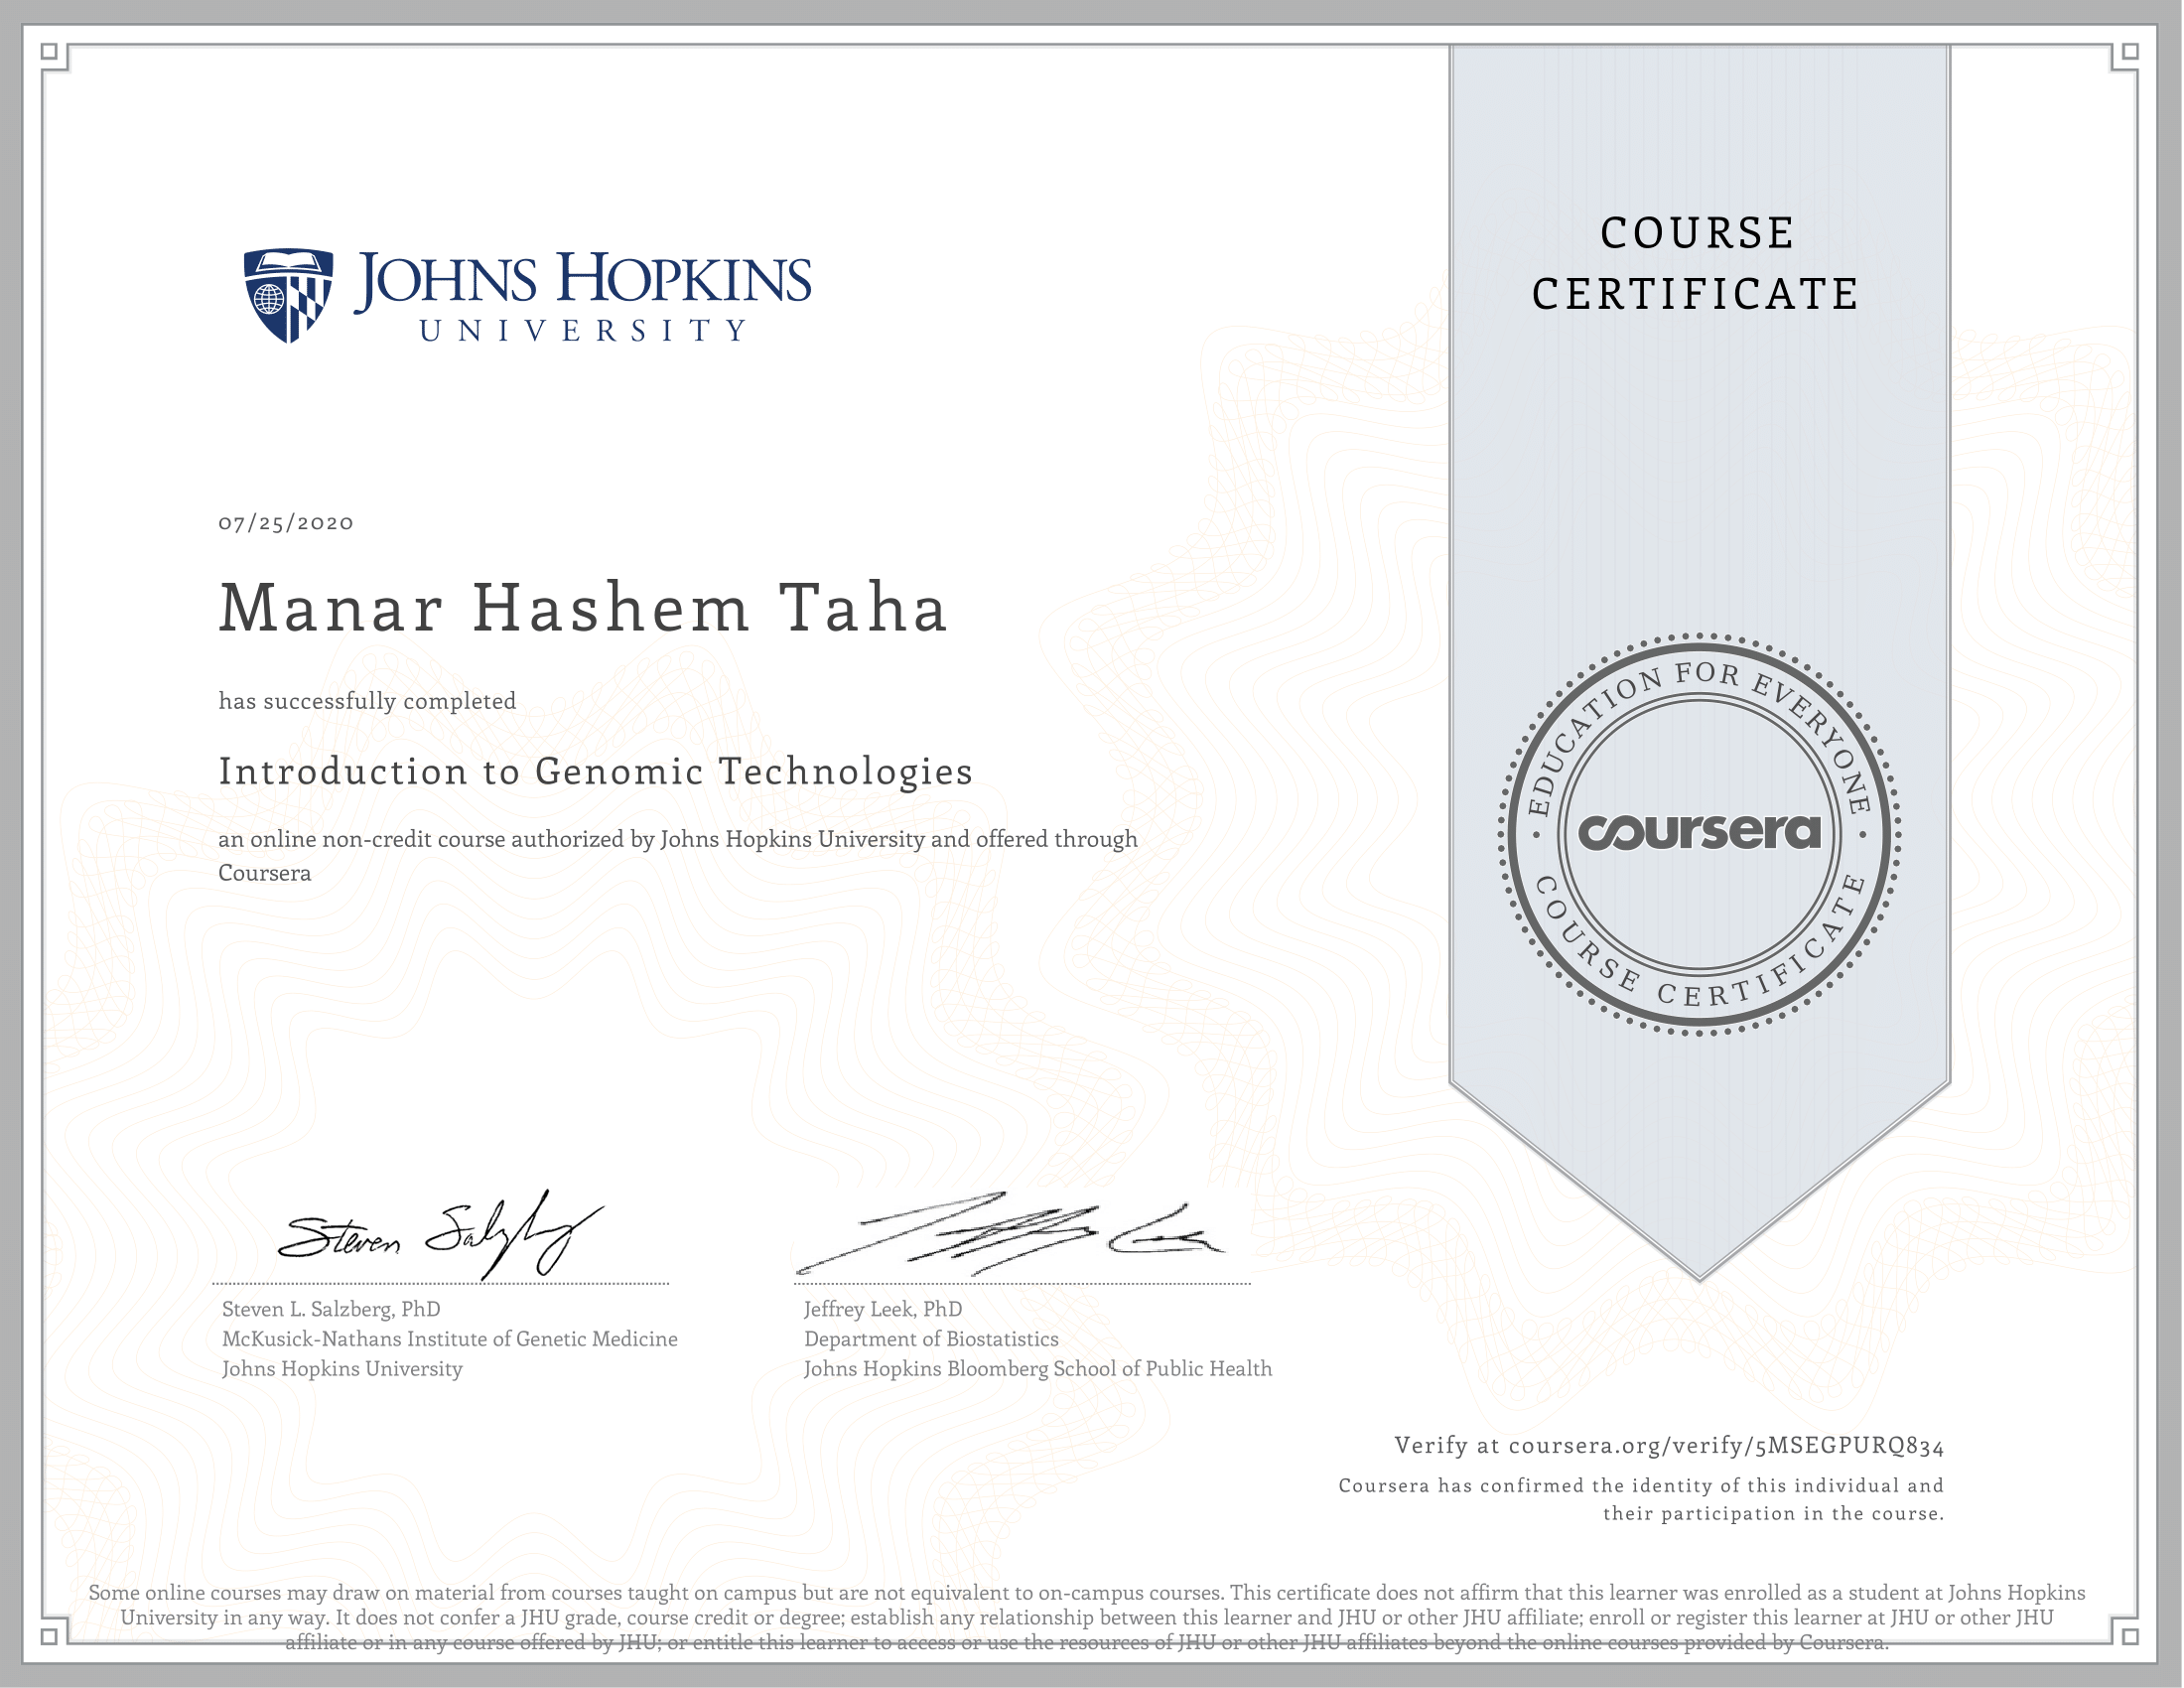 JOHNS HOPKINS
UNIVERSITY
COURSE
CERTIFICATE
07/25/2020
Manar Hashem Taha
has successfully completed
Introduction to Genomic Technologies
an online non-credit course authorized by Johns Hopkins University and offered through
Coursera
EDUCATION FOR EVERYONE
coursera
COURSE CERTIFICATE
Steven Salzberg
Steven L. Salzberg, PhD
McKusick-Nathans Institute of Genetic Medicine
Johns Hopkins University
Jeffrey Leek, PhD
Department of Biostatistics
Johns Hopkins Bloomberg School of Public Health
Verify at coursera.org/verify/5MSEGPURQ834
Coursera has confirmed the identity of this individual and
their participation in the course.
Some online courses may draw on material from courses taught on campus but are not equivalent to on-campus courses. This certificate does not affirm that this learner was enrolled as a student at Johns Hopkins
University in any way. It does not confer a JHU grade, course credit or degree; establish any relationship between this learner and JHU or other JHU affiliate; enroll or register this learner at JHU or other JHU
affiliate or in any course offered by JHU; or entitle this learner to access or use the resources of JHU or other JHU affiliates beyond the online courses provided by Coursera.